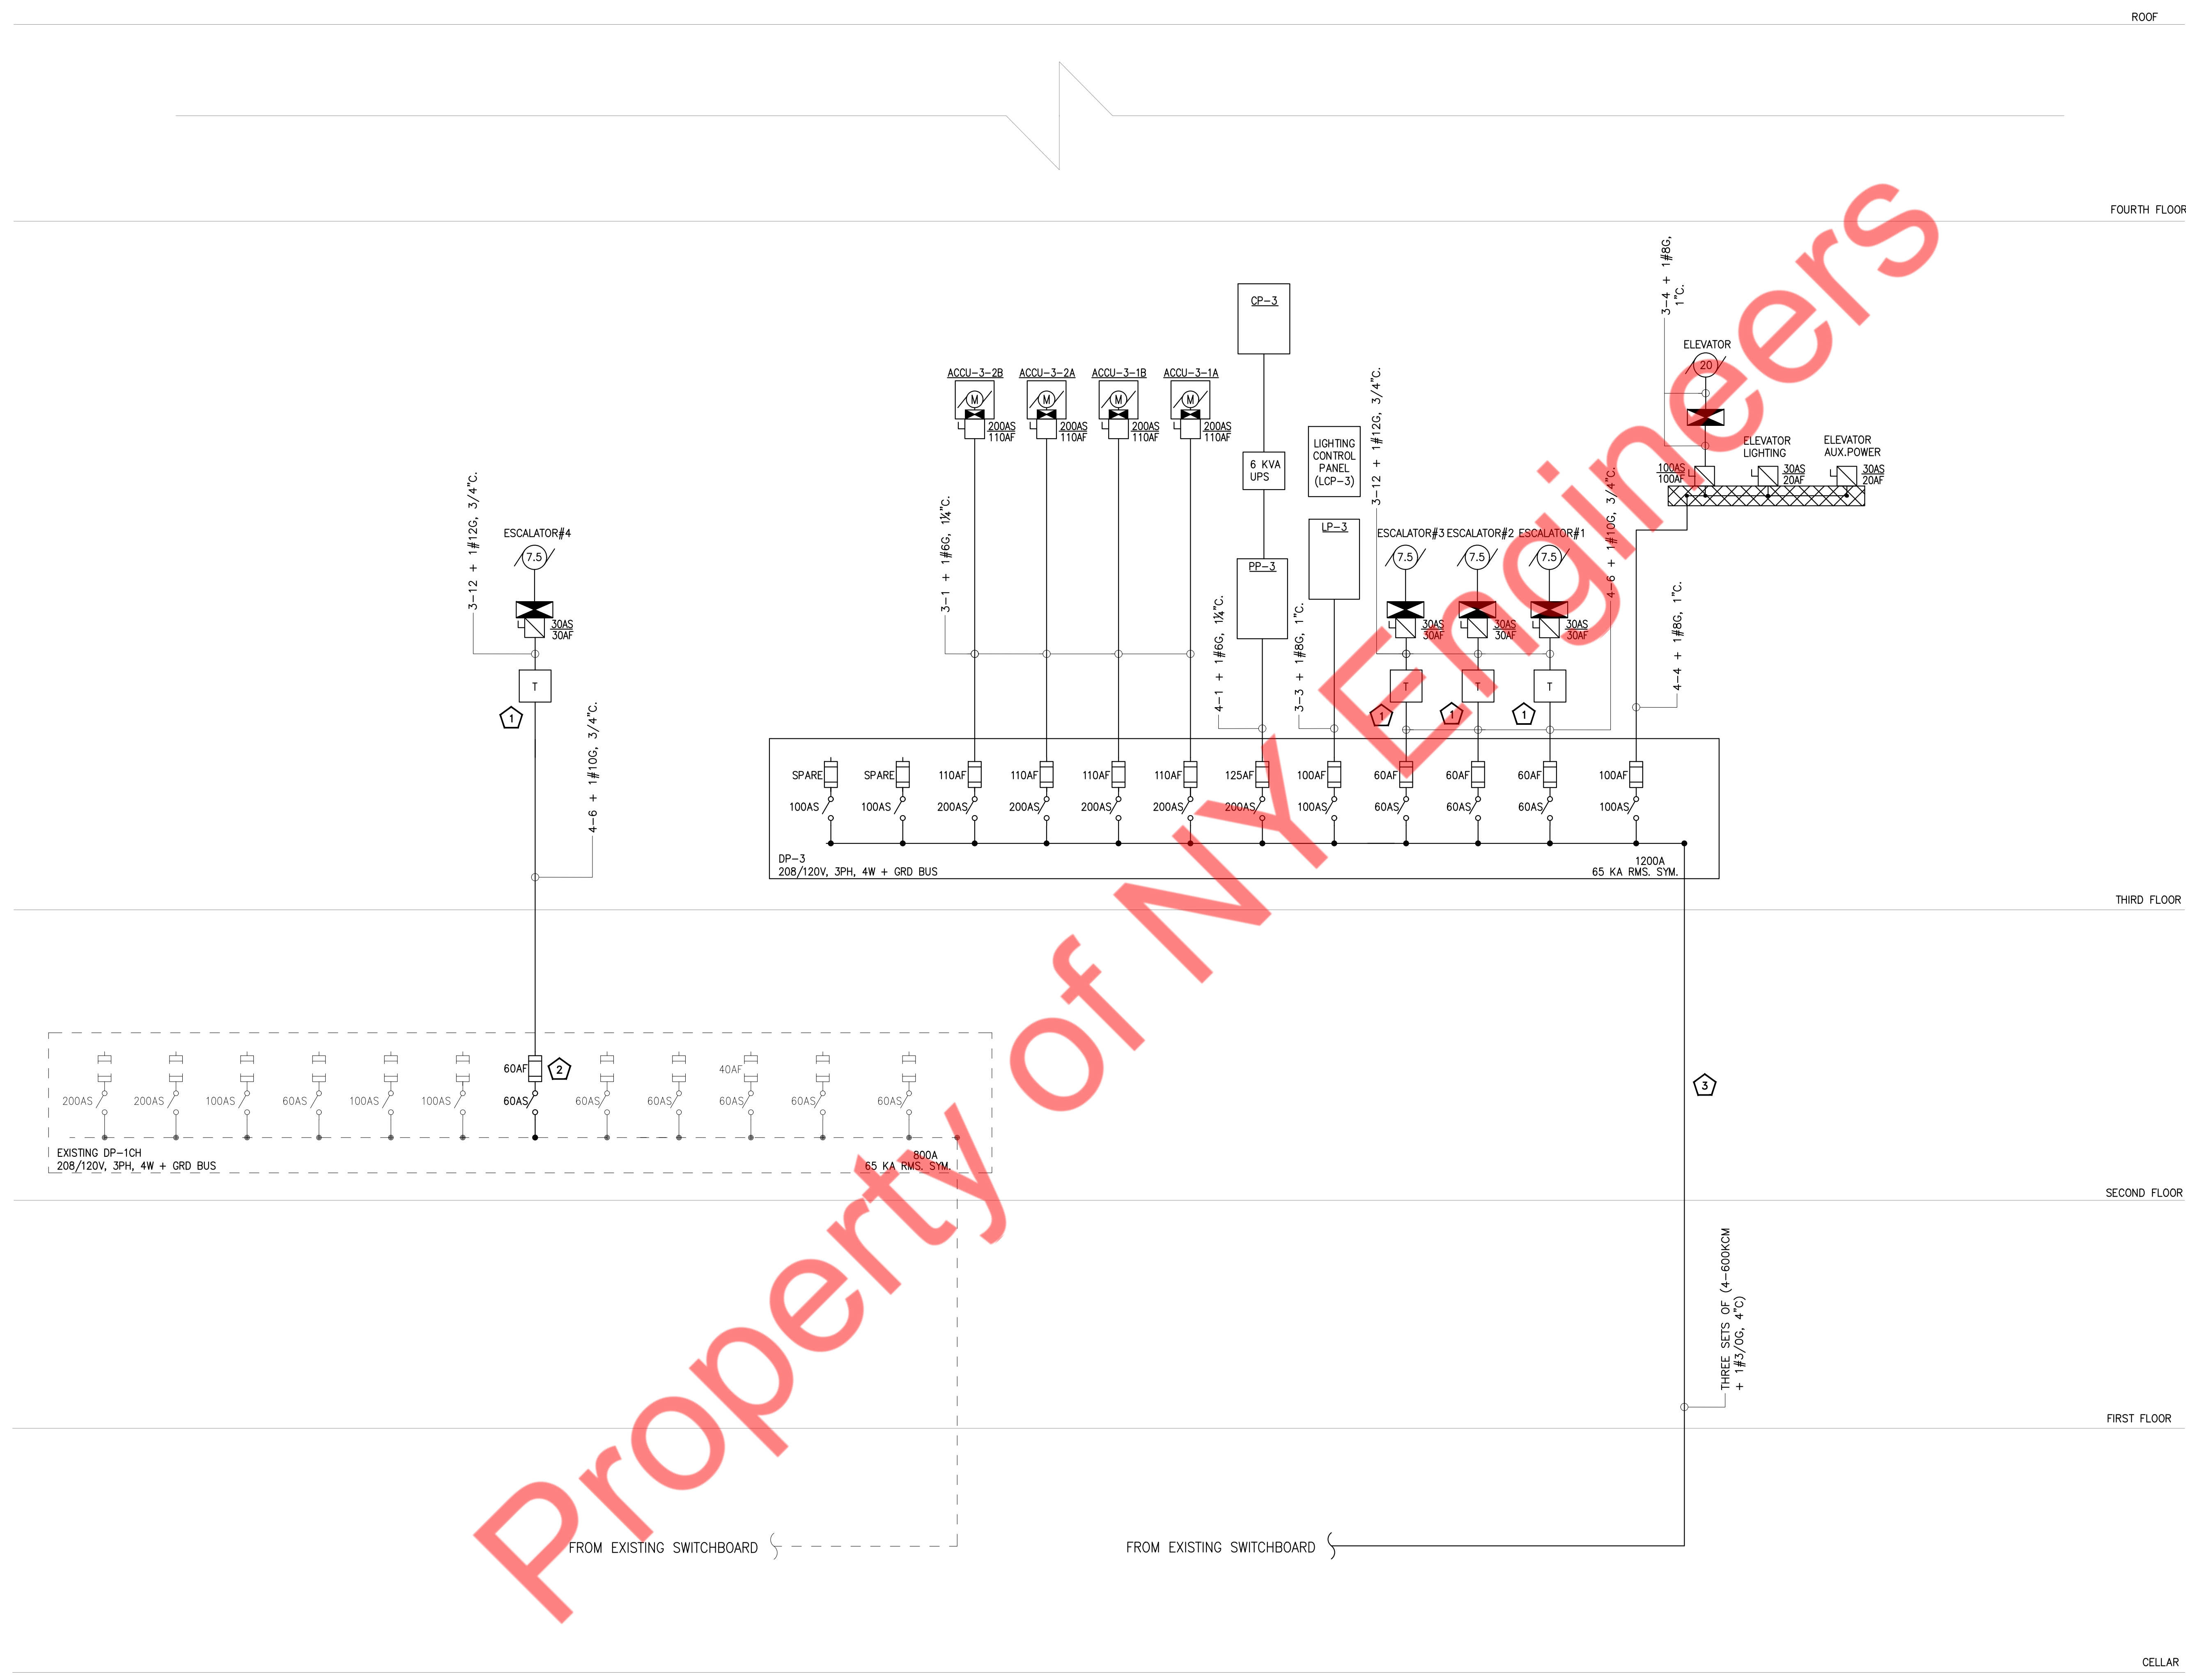 ROOF
FOURTH FLOOR
3-4 + 1#8G,
1"C.
CP-3
ELEVATOR
20
ACCU-3-2B
ACCU-3-2A
ACCU-3-1B
ACCU-3-1A
M
M
M
M
200AS
110AF
200AS
110AF
200AS
110AF
200AS
110AF
3-12 + 1#12G, 3/4"C.
LIGHTING
CONTROL
PANEL
(LCP-3)
ELEVATOR
LIGHTING
ELEVATOR
AUX.POWER
6 KVA
UPS
100AS
100AF
30AS
20AF
30AS
20AF
3-12 + 1#12G, 3/4"C.
3-1 + 1#6G, 1¼"C.
4-6 + 1#10G, 3/4"C.
LP-3
ESCALATOR#4
7.5
ESCALATOR#3
ESCALATOR#2
ESCALATOR#1
7.5
7.5
7.5
PP-3
30AS
30AF
30AS
30AF
30AS
30AF
30AS
30AF
4-1 + 1#6G, 1¼"C.
3-3 + 1#8G, 1"C.
4-4 + 1#8G, 1"C.
T
T
T
T
1
1
1
1
4-6 + 1#10G, 3/4"C.
SPARE
SPARE
110AF
110AF
110AF
110AF
125AF
100AF
60AF
60AF
60AF
100AF
100AS
100AS
200AS
200AS
200AS
200AS
200AS
100AS
60AS
60AS
60AS
100AS
DP-3
208/120V, 3PH, 4W + GRD BUS
1200A
65 KA RMS. SYM.
THIRD FLOOR
60AF
2
40AF
3
200AS
200AS
100AS
60AS
100AS
100AS
60AS
60AS
60AS
60AS
60AS
60AS
EXISTING DP-1CH
208/120V, 3PH, 4W + GRD BUS
800A
65 KA RMS. SYM.
SECOND FLOOR
THREE SETS OF (4-600KCM
+ 1#3/0G, 4"C)
FIRST FLOOR
FROM EXISTING SWITCHBOARD
FROM EXISTING SWITCHBOARD
CELLAR
Property of NY Engineers